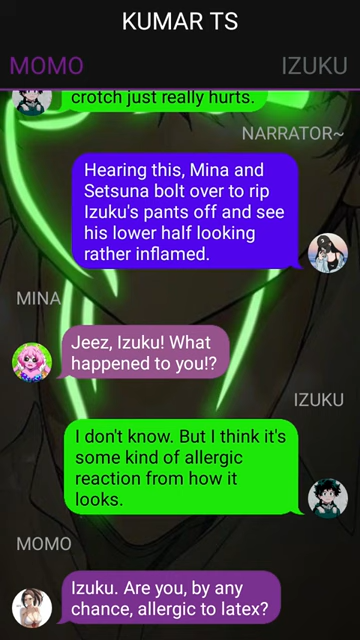 KUMAR TS
MOMO
IZUKU
crotch just really hurts.
NARRATOR~
Hearing this, Mina and
Setsuna bolt over to rip
Izuku's pants off and see
his lower half looking
rather inflamed.
MINA
Jeez, Izuku! What
happened to you!?
IZUKU
I don't know. But I think it's
some kind of allergic
reaction from how it
looks.
MOMO
Izuku. Are you, by any
chance, allergic to latex?